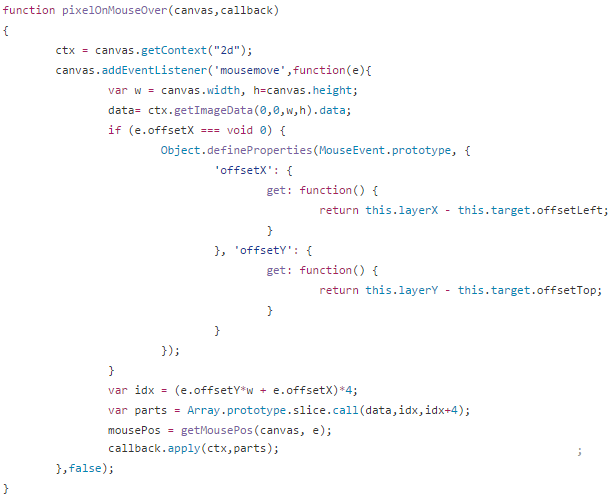 function pixelOnMouseOver(canvas,callback)
{
        ctx = canvas.getContext("2d");
        canvas.addEventListener('mousemove',function(e){
                var w = canvas.width, h=canvas.height;
                data= ctx.getImageData(0,0,w,h).data;
                if (e.offsetX === void 0) {
                        Object.defineProperties(MouseEvent.prototype, {
                                'offsetX': {
                                        get: function() {
                                                return this.layerX - this.target.offsetLeft;
                                        }
                                }, 'offsetY': {
                                        get: function() {
                                                return this.layerY - this.target.offsetTop;
                                        }
                                }
                        });
                }
                var idx = (e.offsetY*w + e.offsetX)*4;
                var parts = Array.prototype.slice.call(data,idx,idx+4);
                mousePos = getMousePos(canvas, e);
                callback.apply(ctx,parts);                                              ;
        },false);
}